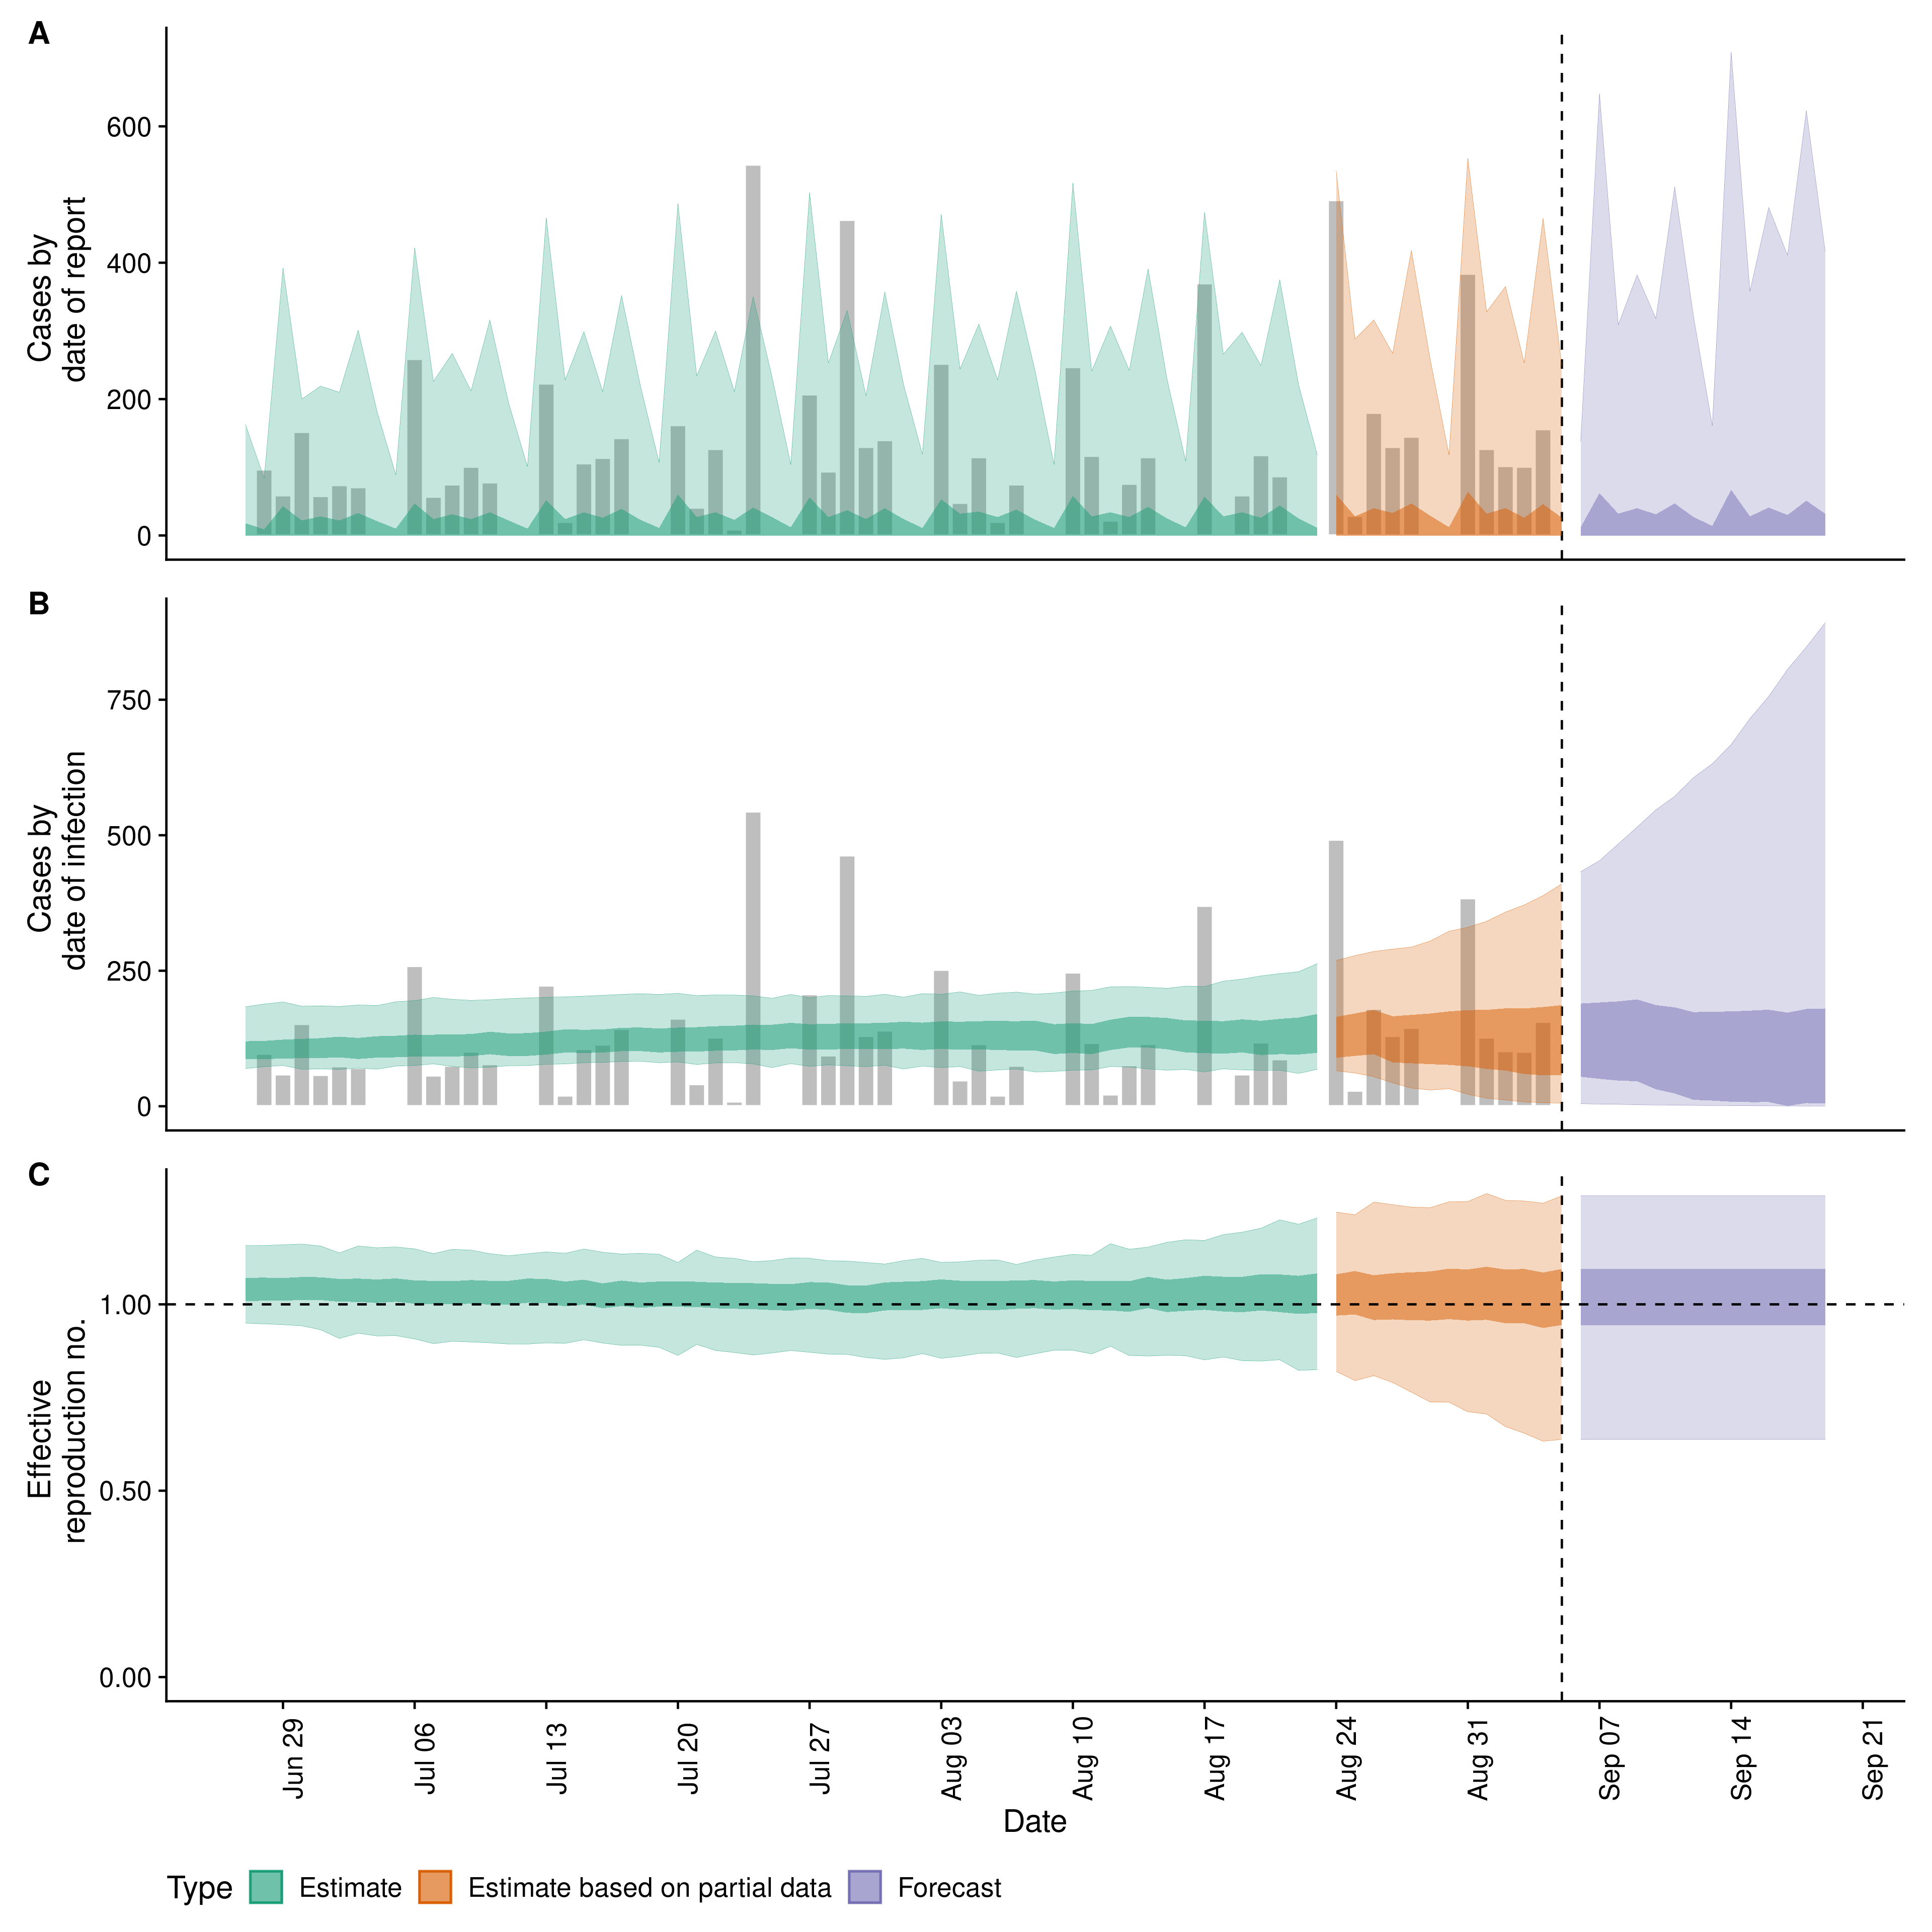 A
Cases by
date of report
600
400
200
0
B
Cases by
date of infection
750
500
250
0
C
Effective
reproduction no.
1.00
0.50
0.00
Jun 29
Jul 06
Jul 13
Jul 20
Jul 27
Aug 03
Aug 10
Aug 17
Aug 24
Aug 31
Sep 07
Sep 14
Sep 21
Date
Type Estimate Estimate based on partial data Forecast